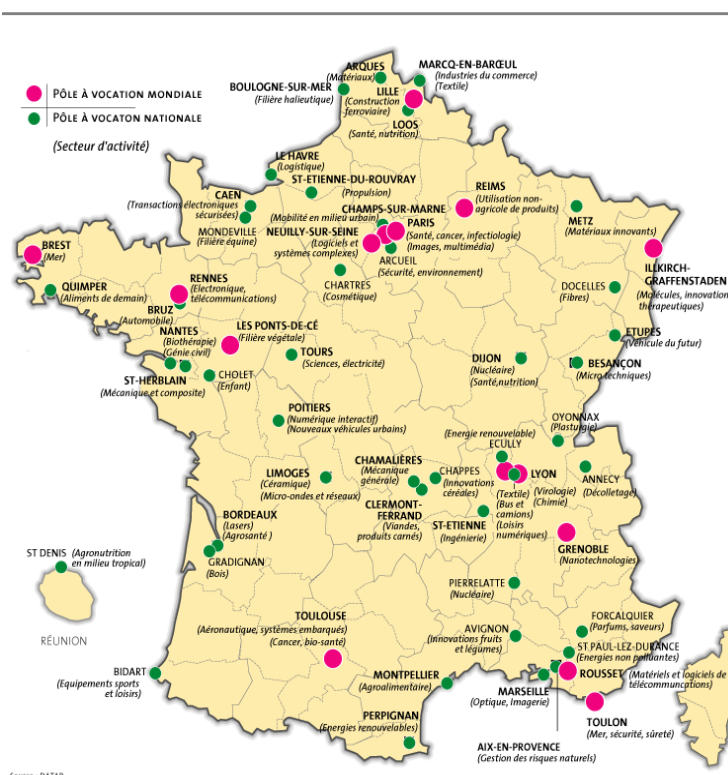 PÔLE À VOCATION MONDIALE
PÔLE À VOCATON NATIONALE
(Secteur d'activité)
ARQUES
(Matériaux)
MARCQ-EN-BARŒUL
(Industries du commerce)
(Textile)
BOULOGNE-SUR-MER
(Filière halieutique)
LILLE
(Construction
ferroviaire)
LOOS
(Santé, nutrition)
LE HAVRE
(Logistique)
ST-ETIENNE-DU-ROUVRAY
(Propulsion)
CAEN
(Transactions électroniques
sécurisées)
MONDEVILLE
(Filière équine)
CHAMPS-SUR-MARNE
(Mobilité en milieu urbain)
NEUILLY-SUR-SEINE
(Logiciels et
systèmes complexes)
PARIS
(Santé, cancer, infectiologie)
(Images, multimédia)
ARCUEIL
(Sécurité, environnement)
REIMS
(Utilisation non-
agricole de produits)
METZ
(Matériaux innovants)
ILLKIRCH-
GRAFFENSTADEN
(Molécules, innovation
thérapeutiques)
BREST
(Mer)
QUIMPER
(Aliments de demain)
RENNES
(Electronique,
télécommunications)
BRUZ
(Automobile)
CHARTRES
(Cosmétique)
DOCELLES
(Fibres)
NANTES
(Biothérapie)
(Génie civil)
LES PONTS-DE-CÉ
(Filière végétale)
TOURS
(Sciences, électricité)
DIJON
(Nucléaire)
(Santé,nutrition)
ETUPES
(Véhicule du futur)
BESANÇON
(Micro techniques)
ST-HERBLAIN
(Mécanique et composite)
CHOLET
(Enfant)
POITIERS
(Numérique interactif)
(Nouveaux véhicules urbains)
OYONNAX
(Plasturgie)
(Energie renouvelable)
ECULLY
LIMOGES
(Céramique)
(Micro-ondes et réseaux)
CHAMALIÈRES
(Mécanique
générale)
CHAPPES
(Innovations
céréales)
LYON
(Textile)
(Bus et
camions)
(Loisirs
numériques)
(Virologie)
(Chimie)
ANNECY
(Décolletage)
CLERMONT-
FERRAND
(Viandes,
produits carnés)
ST-ETIENNE
(Ingénierie)
GRENOBLE
(Nanotechnologies)
BORDEAUX
(Lasers)
(Agrosanté )
GRADIGNAN
(Bois)
ST DENIS (Agronutrition
en milieu tropical)
RÉUNION
PIERRELATTE
(Nucléaire)
TOULOUSE
(Aéronautique, systèmes embarqués)
(Cancer, bio-santé)
AVIGNON
(Innovations fruits
et légumes)
FORCALQUIER
(Parfums, saveurs)
ST PAUL-LEZ-DURANCE
(Energies non polluantes)
BIDART
(Equipements sports
et loisirs)
MONTPELLIER
(Agroalimentaire)
MARSEILLE
(Optique, Imagerie)
ROUSSET
(Matériels et logiciels de
télécommuncations)
PERPIGNAN
(Energies renouvelables)
TOULON
(Mer, sécurité, sûreté)
AIX-EN-PROVENCE
(Gestion des risques naturels)